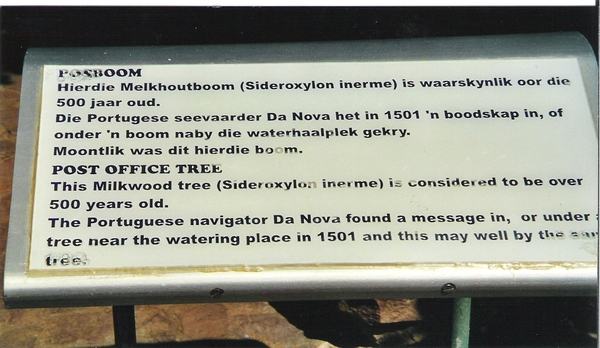 POSBOOM
Hierdie Melkhoutboom (Sideroxylon inerme) is waarskynlik oor die
500 jaar oud.
Die Portugese seevaarder Da Nova het in 1501 'n boodskap in, of
onder 'n boom naby die waterhaalplek gekry.
Moontlik was dit hierdie boom.
POST OFFICE TREE
This Milkwood tree (Sideroxylon inerme) is considered to be over
500 years old.
The Portuguese navigator Da Nova found a message in, or under a
tree near the watering place in 1501 and this may well by the
tree.